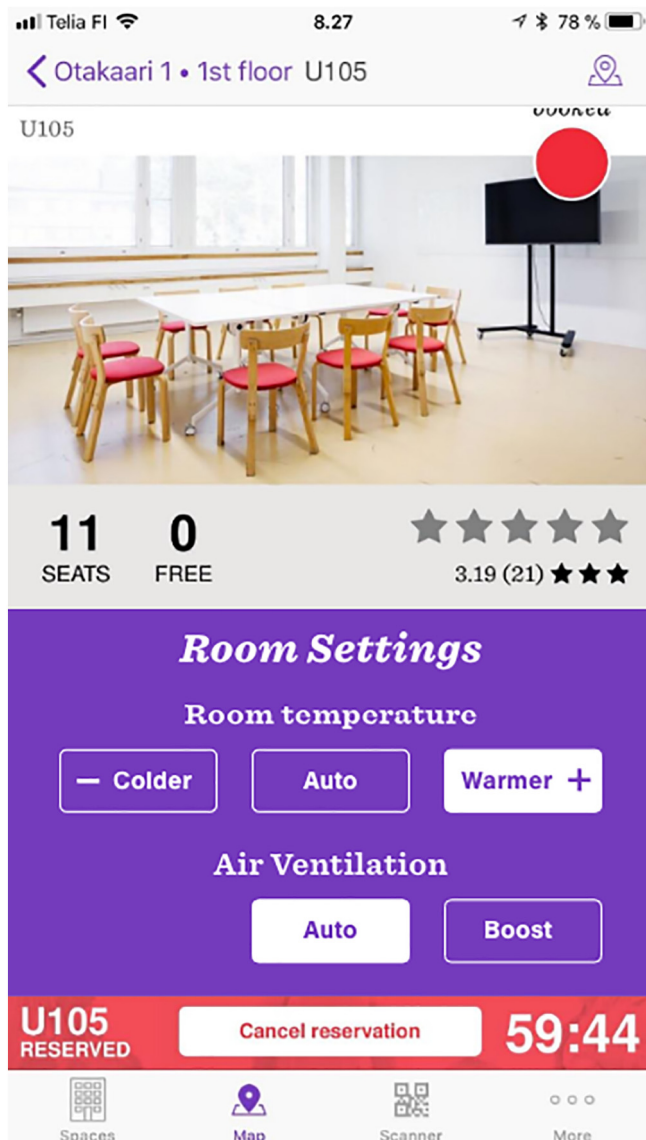 Telia FI 8.27 78 %
Otakaari 1 • 1st floor U105
booked
U105
11 0
SEATS FREE
3.19 (21)
Room Settings
Room temperature
− Colder Auto Warmer +
Air Ventilation
Auto Boost
U105
RESERVED
Cancel reservation
59:44
Spaces Map Scanner More